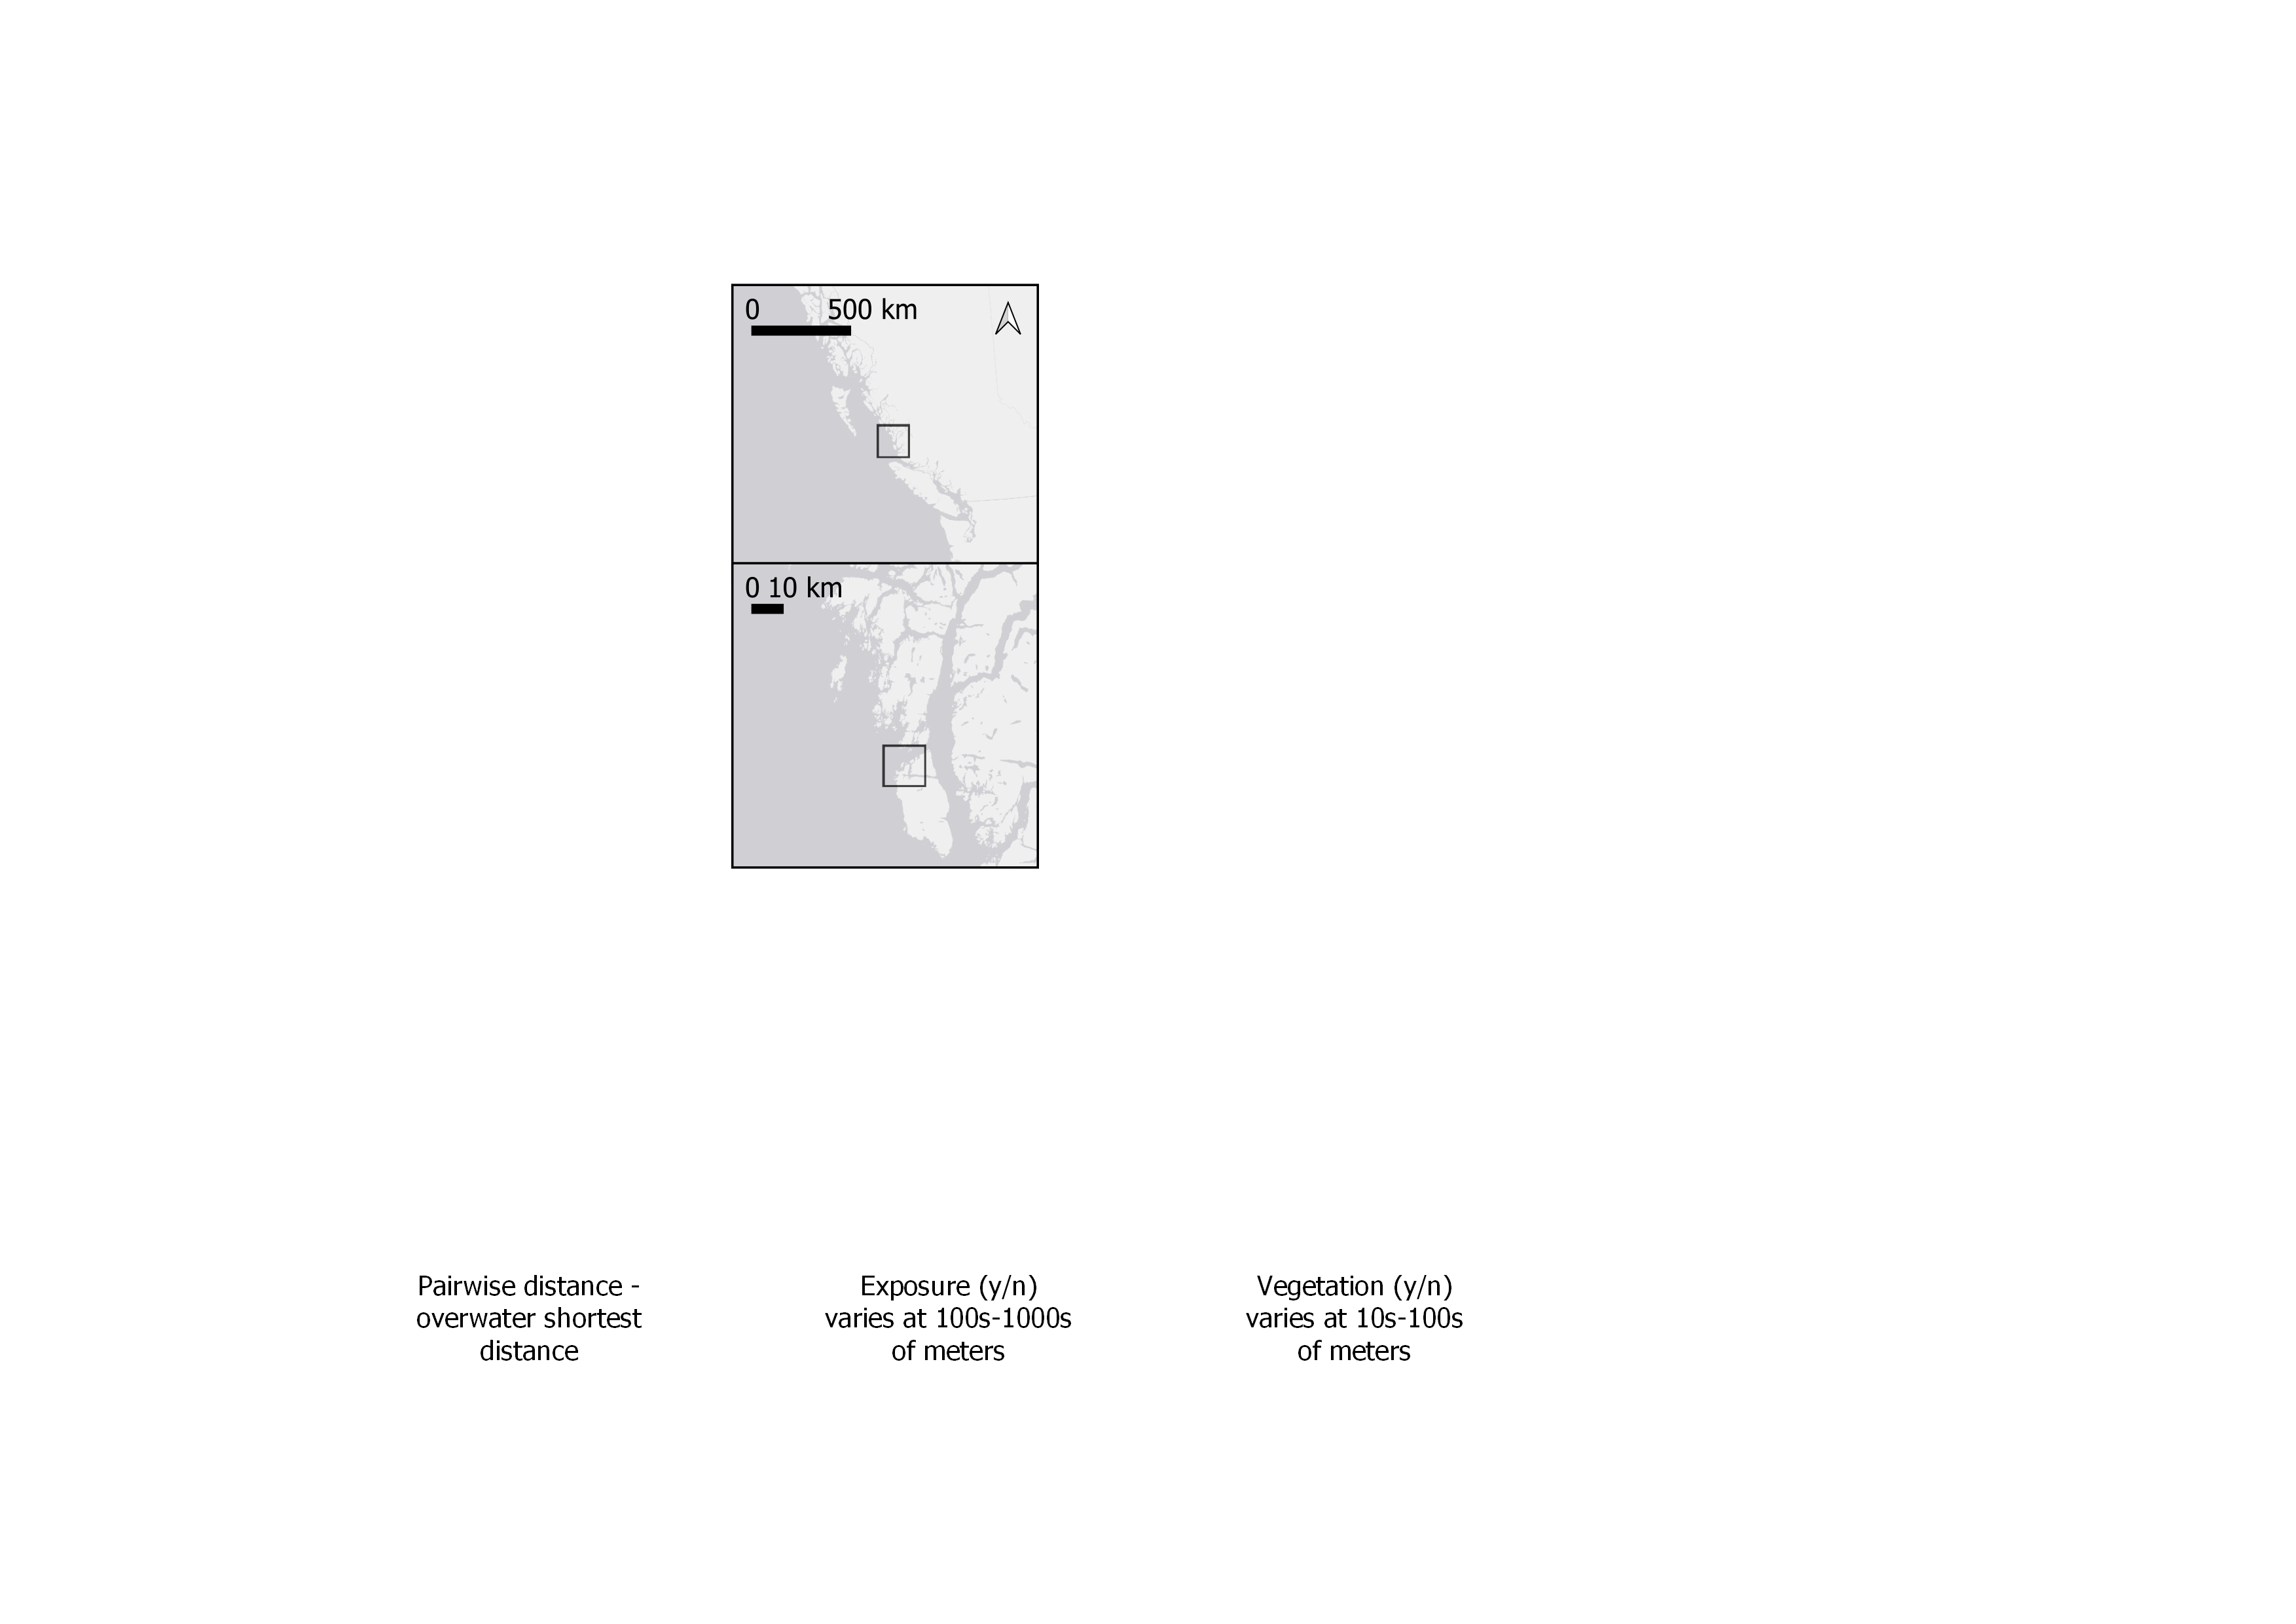 0 500 km
0 10 km
Pairwise distance -
overwater shortest
distance
Exposure (y/n)
varies at 100s-1000s
of meters
Vegetation (y/n)
varies at 10s-100s
of meters